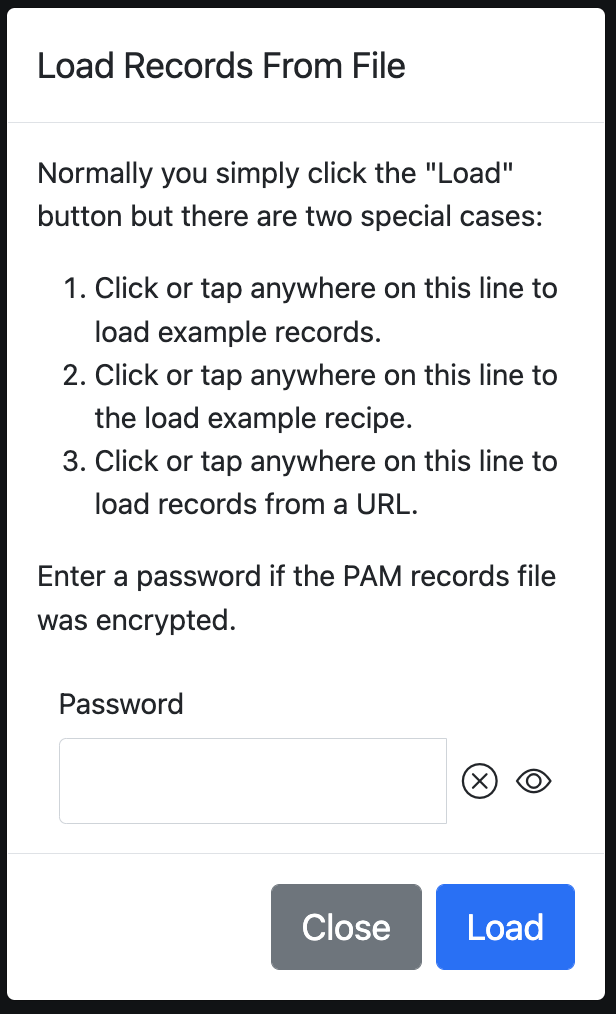 Load Records From File
Normally you simply click the "Load"
button but there are two special cases:
1. Click or tap anywhere on this line to
load example records.
2. Click or tap anywhere on this line to
the load example recipe.
3. Click or tap anywhere on this line to
load records from a URL.
Enter a password if the PAM records file
was encrypted.
Password
Close Load